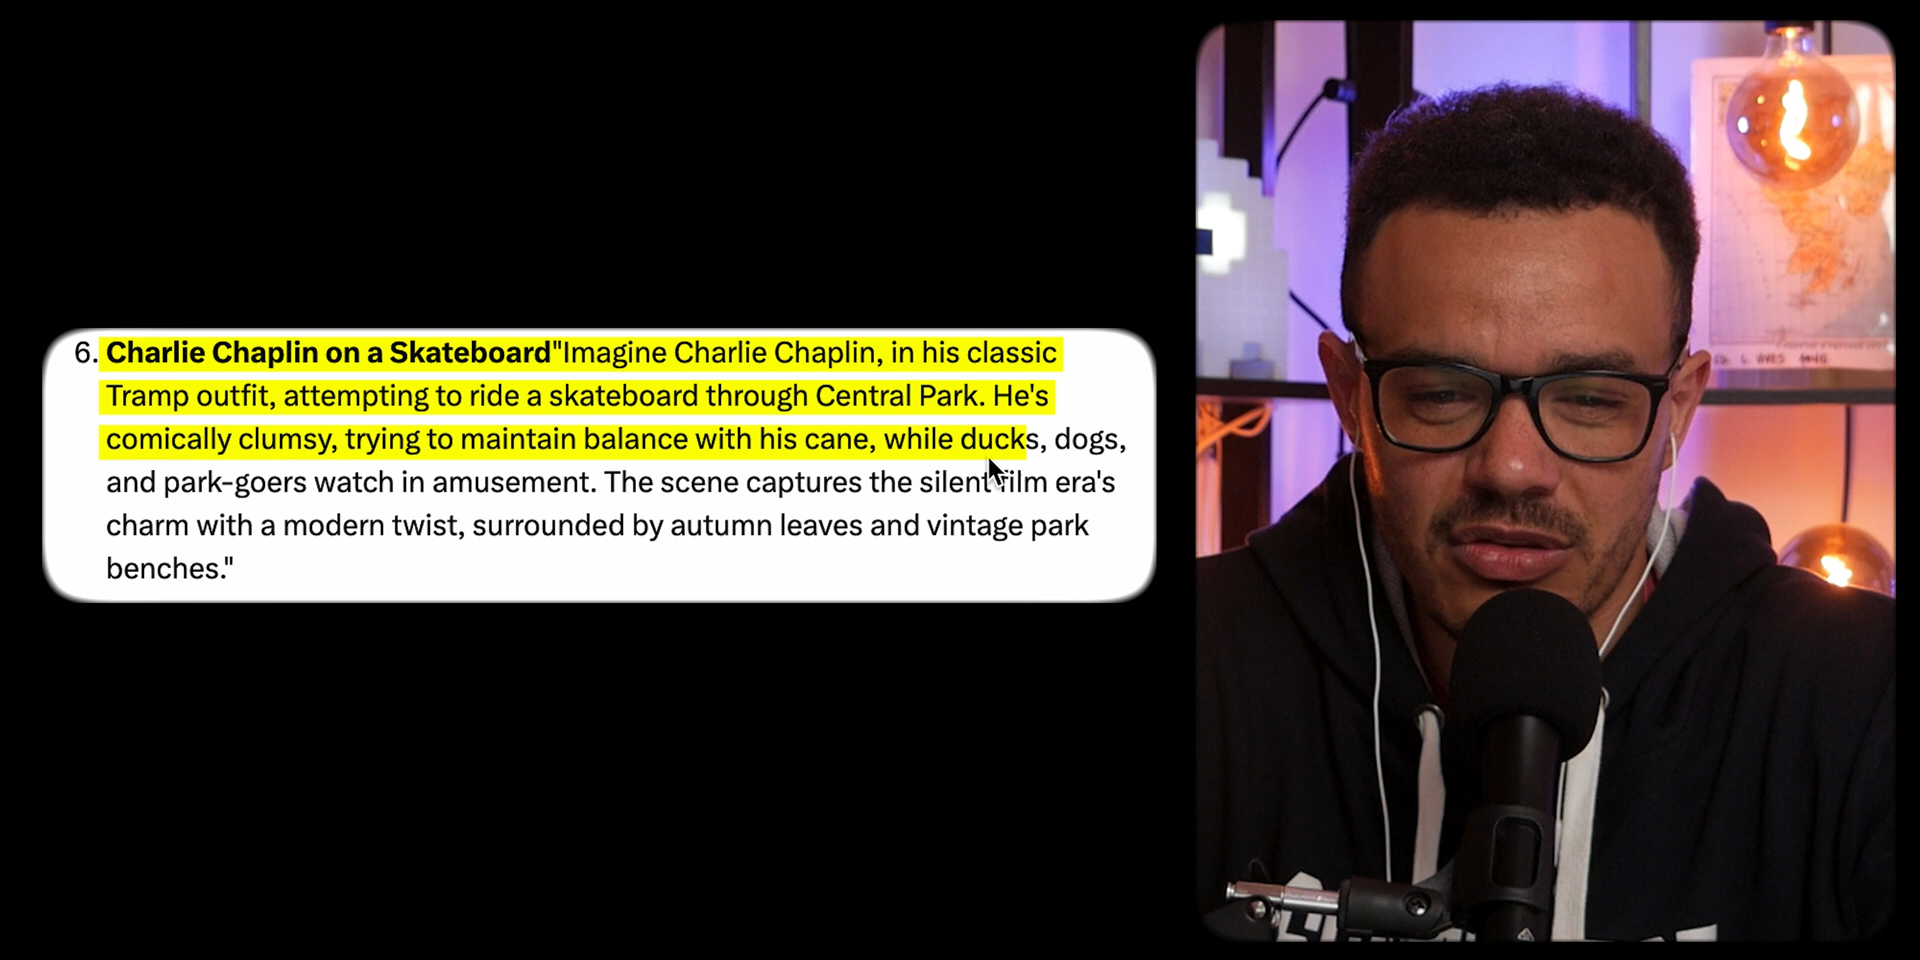 6. Charlie Chaplin on a Skateboard"Imagine Charlie Chaplin, in his classic
Tramp outfit, attempting to ride a skateboard through Central Park. He's
comically clumsy, trying to maintain balance with his cane, while ducks, dogs,
and park-goers watch in amusement. The scene captures the silent film era's
charm with a modern twist, surrounded by autumn leaves and vintage park
benches."